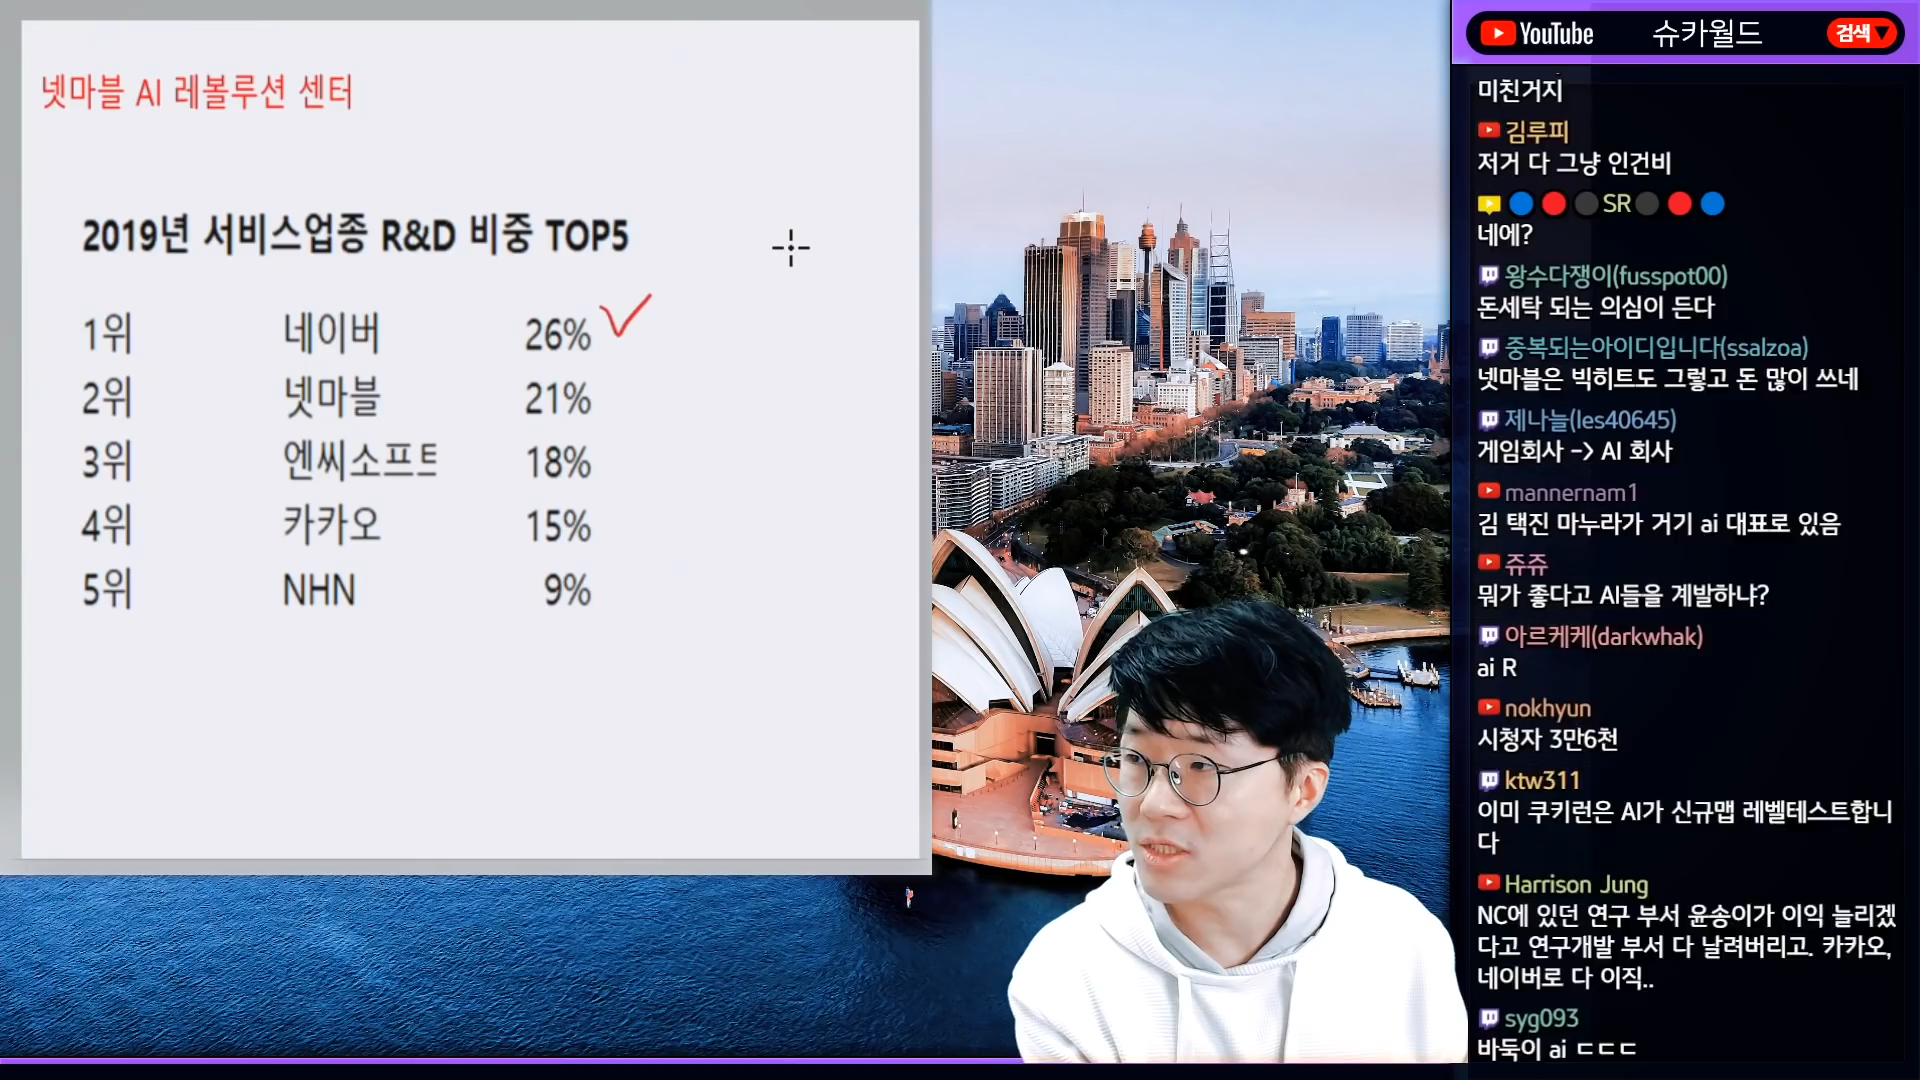 넷마블 AI 레볼루션 센터
2019년 서비스업종 R&D 비중 TOP5
1위 네이버 26%
2위 넷마블 21%
3위 엔씨소프트 18%
4위 카카오 15%
5위 NHN 9%
YouTube 슈카월드 검색▼
미친거지
김루피
저거 다 그냥 인건비
SR
네에?
왕수다쟁이(fusspot00)
돈세탁 되는 의심이 든다
중복되는아이디입니다(ssalzoa)
넷마블은 빅히트도 그렇고 돈 많이 쓰네
제나늘(les40645)
게임회사 -> AI 회사
mannernam1
김 택진 마누라가 거기 ai 대표로 있음
쥬쥬
뭐가 좋다고 AI들을 계발하냐?
아르케케(darkwhak)
ai R
nokhyun
시청자 3만6천
ktw311
이미 쿠키런은 AI가 신규맵 레벨테스트합니
다
Harrison Jung
NC에 있던 연구 부서 윤송이가 이익 늘리겠
다고 연구개발 부서 다 날려버리고. 카카오,
네이버로 다 이직..
syg093
바둑이 ai ㄷㄷㄷ